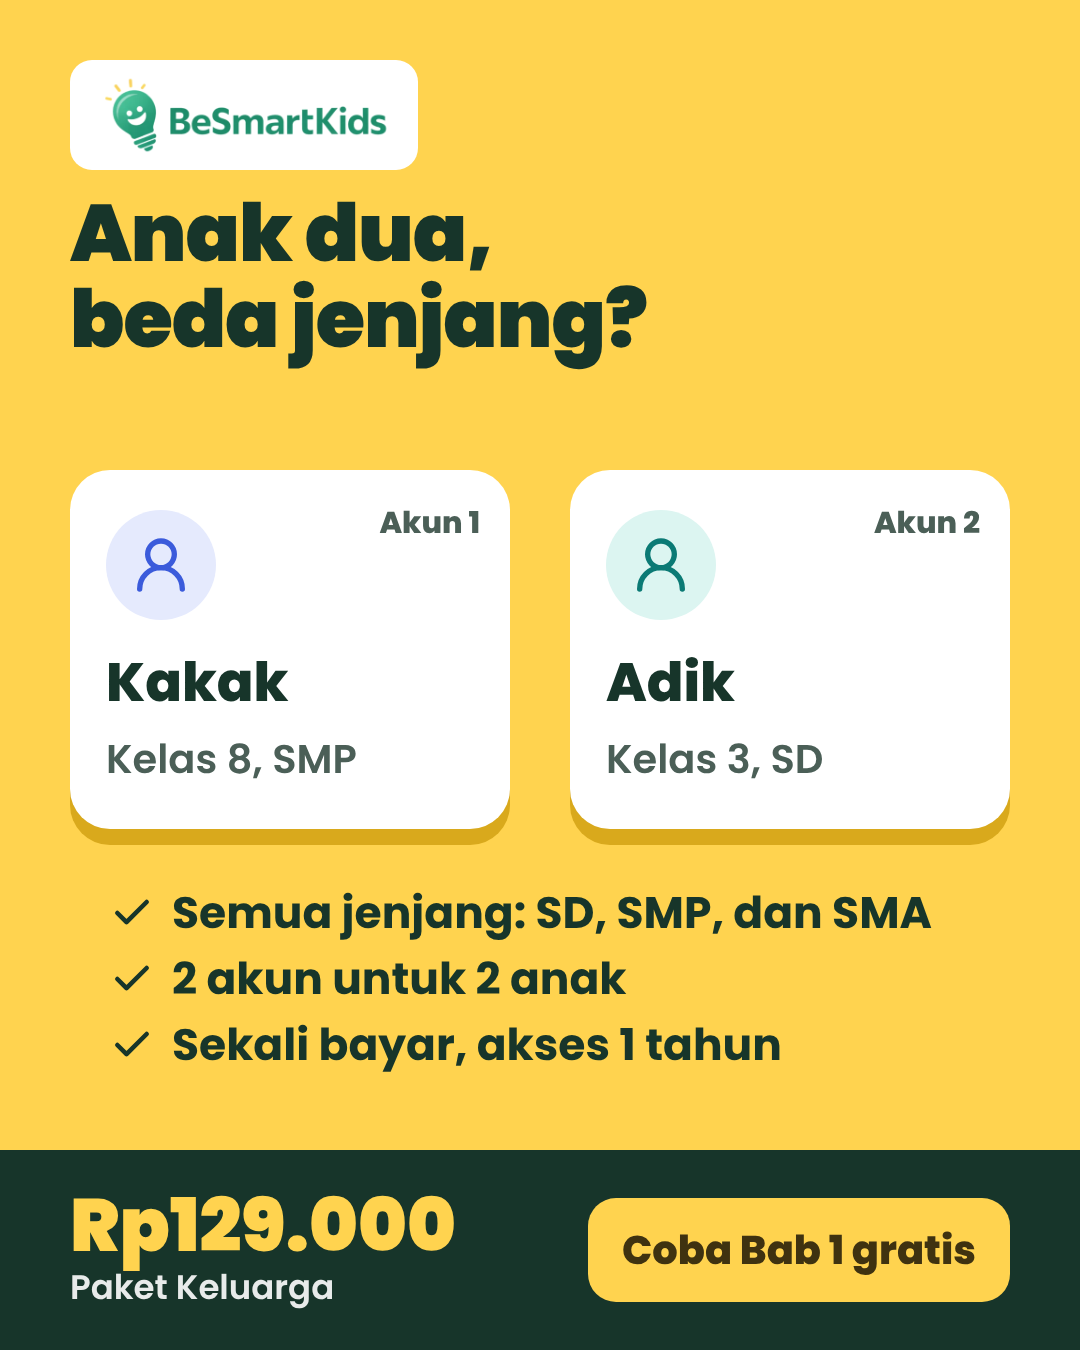 BeSmartKids
Anak dua,
beda jenjang?
Akun 1
Kakak
Kelas 8, SMP
Akun 2
Adik
Kelas 3, SD
Semua jenjang: SD, SMP, dan SMA
2 akun untuk 2 anak
Sekali bayar, akses 1 tahun
Rp129.000
Paket Keluarga
Coba Bab 1 gratis